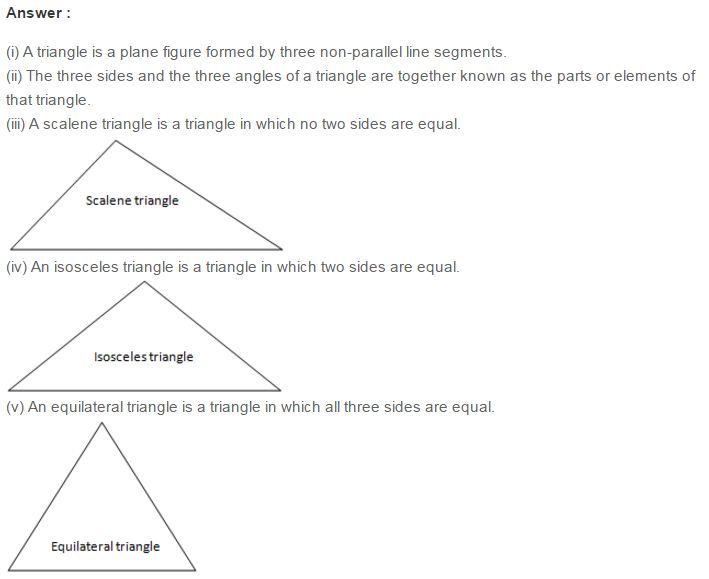 Answer :
(i) A triangle is a plane figure formed by three non-parallel line segments.
(ii) The three sides and the three angles of a triangle are together known as the parts or elements of
that triangle.
(iii) A scalene triangle is a triangle in which no two sides are equal.
Scalene triangle
(iv) An isosceles triangle is a triangle in which two sides are equal.
Isosceles triangle
(v) An equilateral triangle is a triangle in which all three sides are equal.
Equilateral triangle